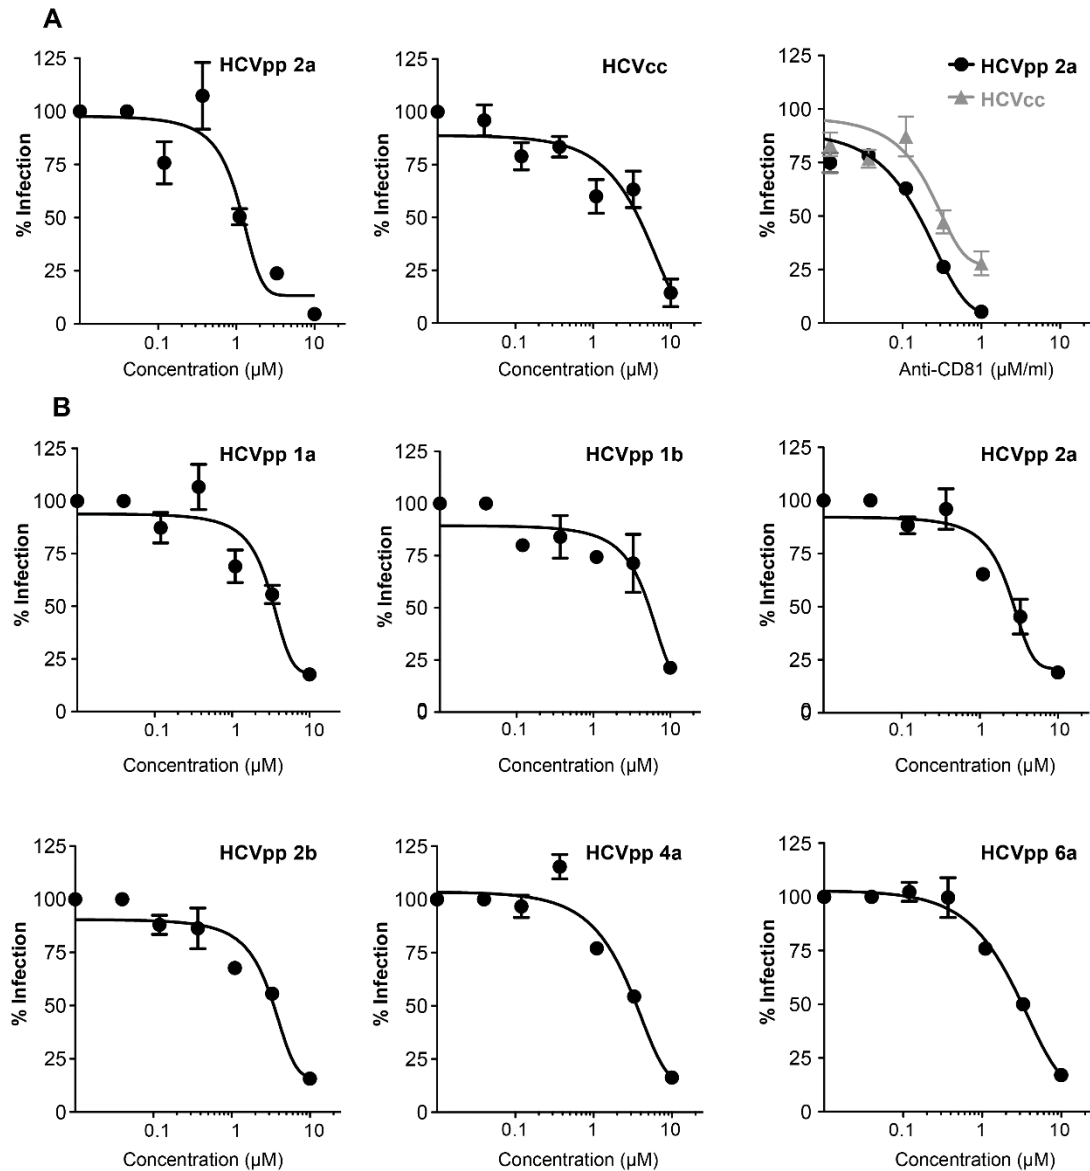 A
HCVpp 2a
% Infection
125
100
75
50
25
0
0.1
1
10
Concentration (µM)
HCVcc
% Infection
125
100
75
50
25
0
0.1
1
10
Concentration (µM)
HCVpp 2a
HCVcc
% Infection
125
100
75
50
25
0
0.1
1
10
Anti-CD81 (µM/ml)
B
HCVpp 1a
% Infection
125
100
75
50
25
0
0.1
1
10
Concentration (µM)
HCVpp 1b
% Infection
125
100
75
50
25
0
0.1
1
10
Concentration (µM)
HCVpp 2a
% Infection
125
100
75
50
25
0
0.1
1
10
Concentration (µM)
HCVpp 2b
% Infection
125
100
75
50
25
0
0.1
1
10
Concentration (µM)
HCVpp 4a
% Infection
125
100
75
50
25
0
0.1
1
10
Concentration (µM)
HCVpp 6a
% Infection
125
100
75
50
25
0
0.1
1
10
Concentration (µM)